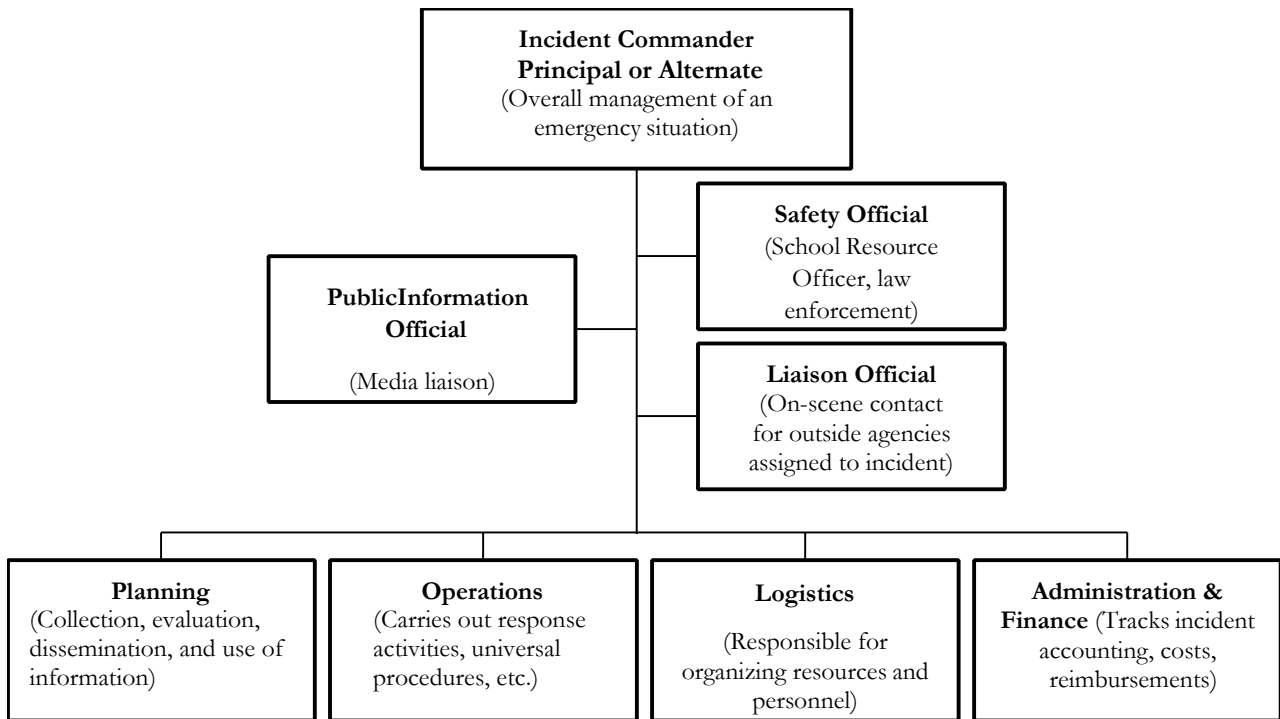 Incident Commander
Principal or Alternate
(Overall management of an
emergency situation)
Safety Official
(School Resource
Officer, law
enforcement)
PublicInformation
Official
(Media liaison)
Liaison Official
(On-scene contact
for outside agencies
assigned to incident)
Planning
(Collection, evaluation,
dissemination, and use of
information)
Operations
(Carries out response
activities, universal
procedures, etc.)
Logistics
(Responsible for
organizing resources and
personnel)
Administration &
Finance (Tracks incident
accounting, costs,
reimbursements)